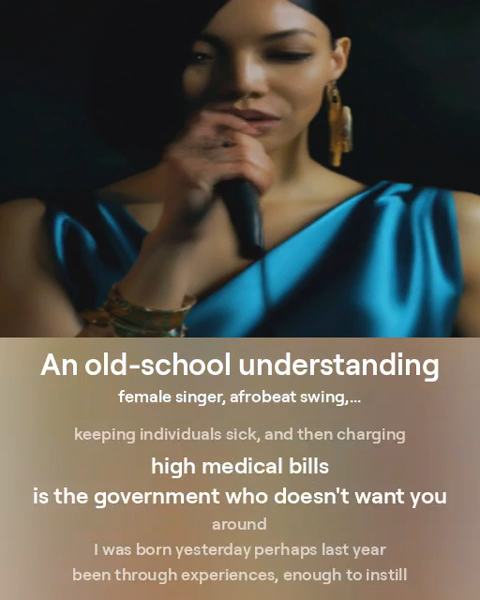 An old-school understanding
female singer, afrobeat swing,...
keeping individuals sick, and then charging
high medical bills
is the government who doesn't want you
around
I was born yesterday perhaps last year
been through experiences, enough to instill